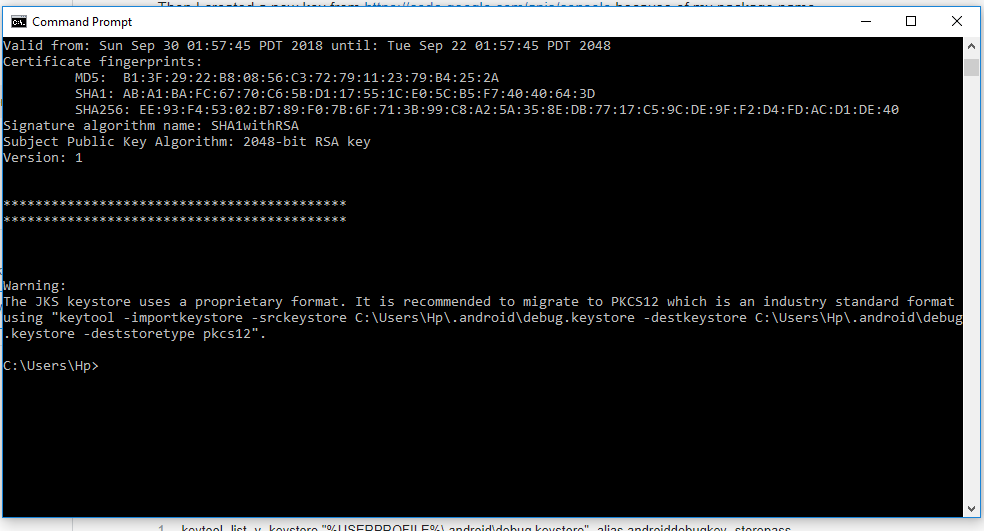 Then I created a new key from https://code.google.com/apis/console because of my package name
Command Prompt
Valid from: Sun Sep 30 01:57:45 PDT 2018 until: Tue Sep 22 01:57:45 PDT 2048
Certificate fingerprints:
MD5: B1:3F:29:22:B8:08:56:C3:72:79:11:23:79:B4:25:2A
SHA1: AB:A1:BA:FC:67:70:C6:5B:D1:17:55:1C:E0:5C:B5:F7:40:40:64:3D
SHA256: EE:93:F4:53:02:B7:89:F0:7B:6F:71:3B:99:C8:A2:5A:35:8E:DB:77:17:C5:9C:DE:9F:F2:D4:FD:AC:D1:DE:40
Signature algorithm name: SHA1withRSA
Subject Public Key Algorithm: 2048-bit RSA key
Version: 1
*******************************************
*******************************************
Warning:
The JKS keystore uses a proprietary format. It is recommended to migrate to PKCS12 which is an industry standard format
using "keytool -importkeystore -srckeystore C:\Users\Hp\.android\debug.keystore -destkeystore C:\Users\Hp\.android\debug
.keystore -deststoretype pkcs12".
C:\Users\Hp>
1 keytool -list -v -keystore "%USERPROFILE%\.android\debug.keystore" -alias androiddebugkey -storepass